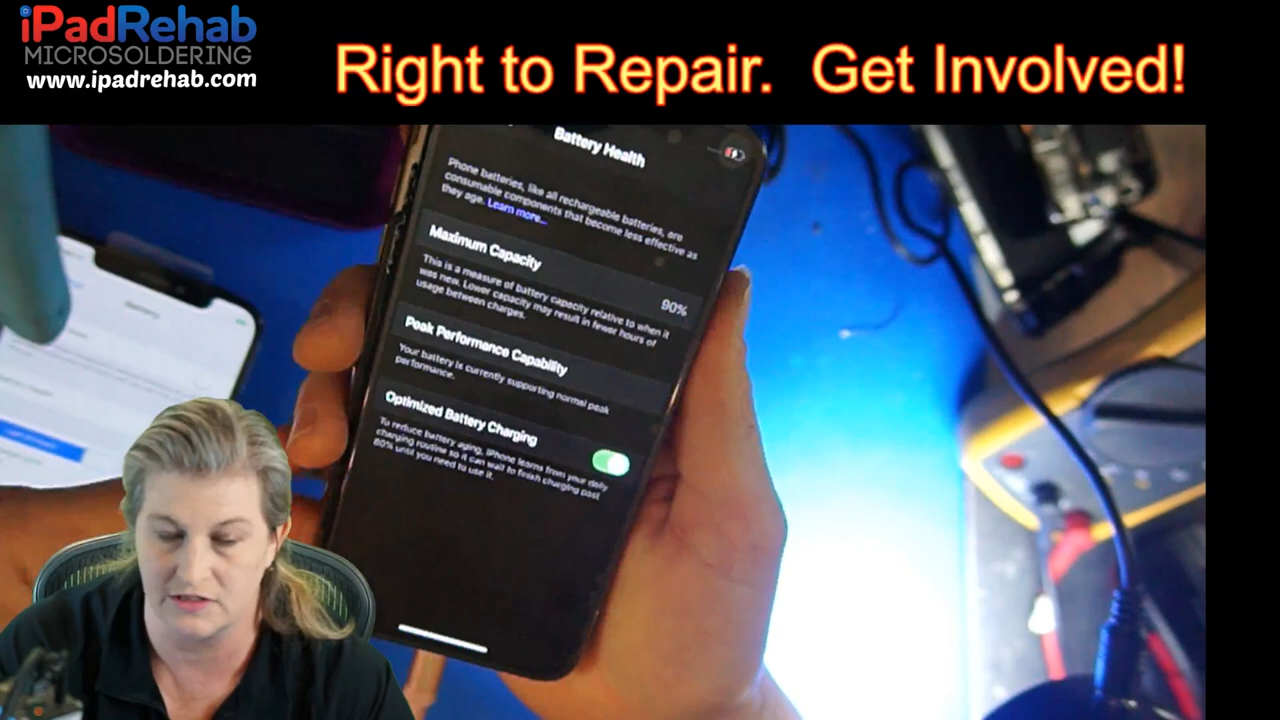 iPadRehab
MICROSOLDERING
www.ipadrehab.com
Right to Repair. Get Involved!
Battery Health
Phone batteries, like all rechargeable batteries, are
consumable components that become less effective as
they age. Learn more...
Maximum Capacity
90%
This is a measure of battery capacity relative to when it
was new. Lower capacity may result in fewer hours of
usage between charges.
Peak Performance Capability
Your battery is currently supporting normal peak
performance.
Optimized Battery Charging
To reduce battery aging, iPhone learns from your daily
charging routine so it can wait to finish charging past
80% until you need to use it.